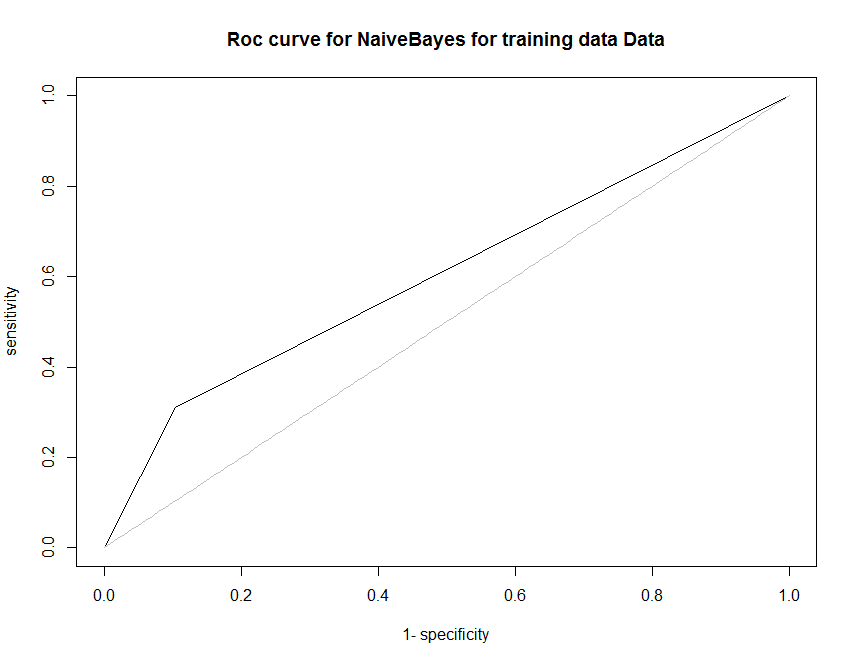 Roc curve for NaiveBayes for training data Data
sensitivity
1.0
0.8
0.6
0.4
0.2
0.0
0.0 0.2 0.4 0.6 0.8 1.0
1- specificity